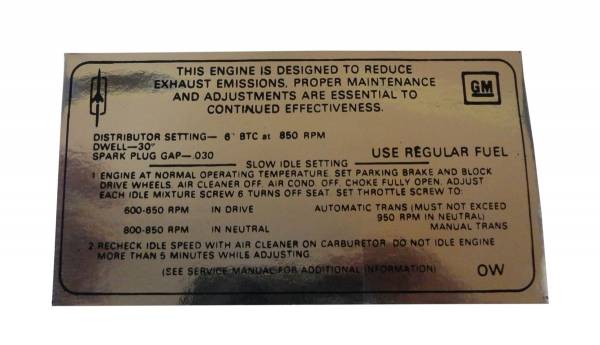 THIS ENGINE IS DESIGNED TO REDUCE
EXHAUST EMISSIONS. PROPER MAINTENANCE
AND ADJUSTMENTS ARE ESSENTIAL TO
CONTINUED EFFECTIVENESS.
GM
DISTRIBUTOR SETTING— 6° BTC at 850 RPM
DWELL—30"
SPARK PLUG GAP-.030
USE REGULAR FUEL
SLOW IDLE SETTING
1 ENGINE AT NORMAL OPERATING TEMPERATURE. SET PARKING BRAKE AND BLOCK
DRIVE WHEELS. AIR CLEANER OFF. AIR COND. OFF. CHOKE FULLY OPEN. ADJUST
EACH IDLE MIXTURE SCREW 6 TURNS OFF SEAT. SET THROTTLE SCREW TO:
600-650 RPM IN DRIVE AUTOMATIC TRANS (MUST NOT EXCEED
950 RPM IN NEUTRAL)
800-850 RPM IN NEUTRAL MANUAL TRANS
2 RECHECK IDLE SPEED WITH AIR CLEANER ON CARBURETOR. DO NOT IDLE ENGINE
MORE THAN 5 MINUTES WHILE ADJUSTING.
(SEE SERVICE MANUAL FOR ADDITIONAL INFORMATION) OW